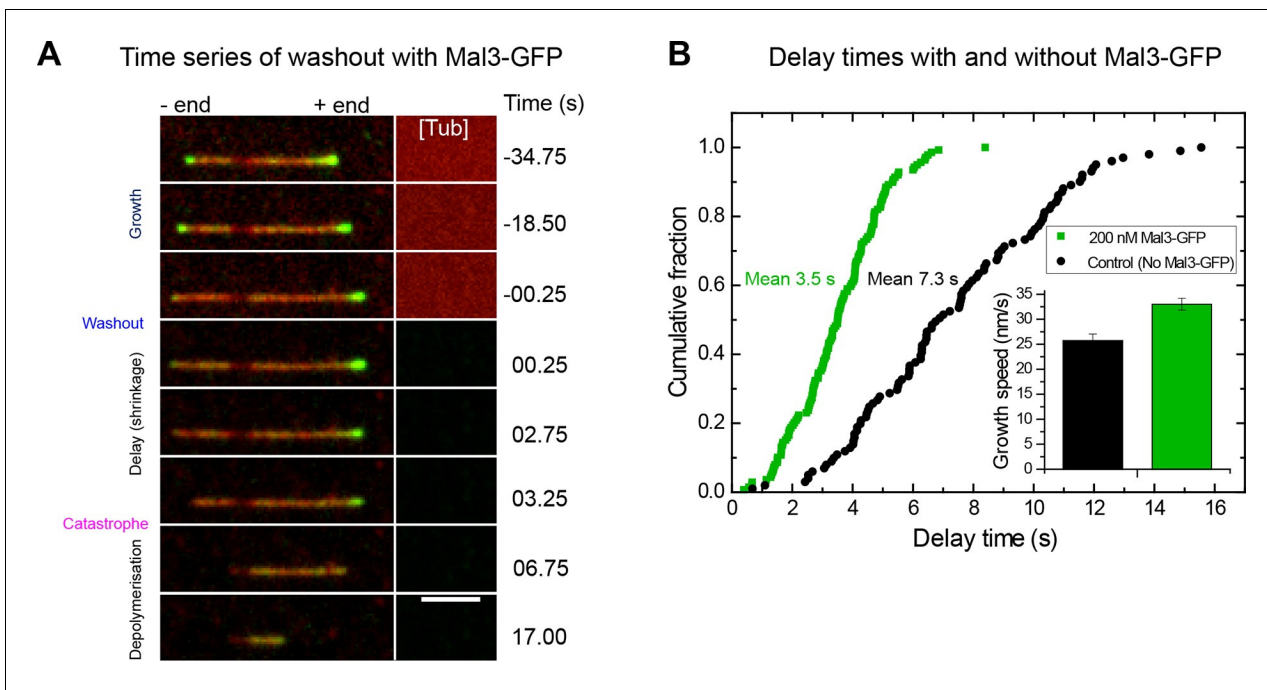 A
Time series of washout with Mal3-GFP
- end
+ end
Time (s)
[Tub]
-34.75
-18.50
-00.25
00.25
02.75
03.25
06.75
17.00
Growth
Washout
Delay (shrinkage)
Catastrophe
Depolymerisation
B
Delay times with and without Mal3-GFP
1.0
0.8
0.6
0.4
0.2
0.0
Cumulative fraction
0 2 4 6 8 10 12 14 16
Delay time (s)
Mean 3.5 s
Mean 7.3 s
200 nM Mal3-GFP
Control (No Mal3-GFP)
35
30
25
20
15
10
5
0
Growth speed (nm/s)